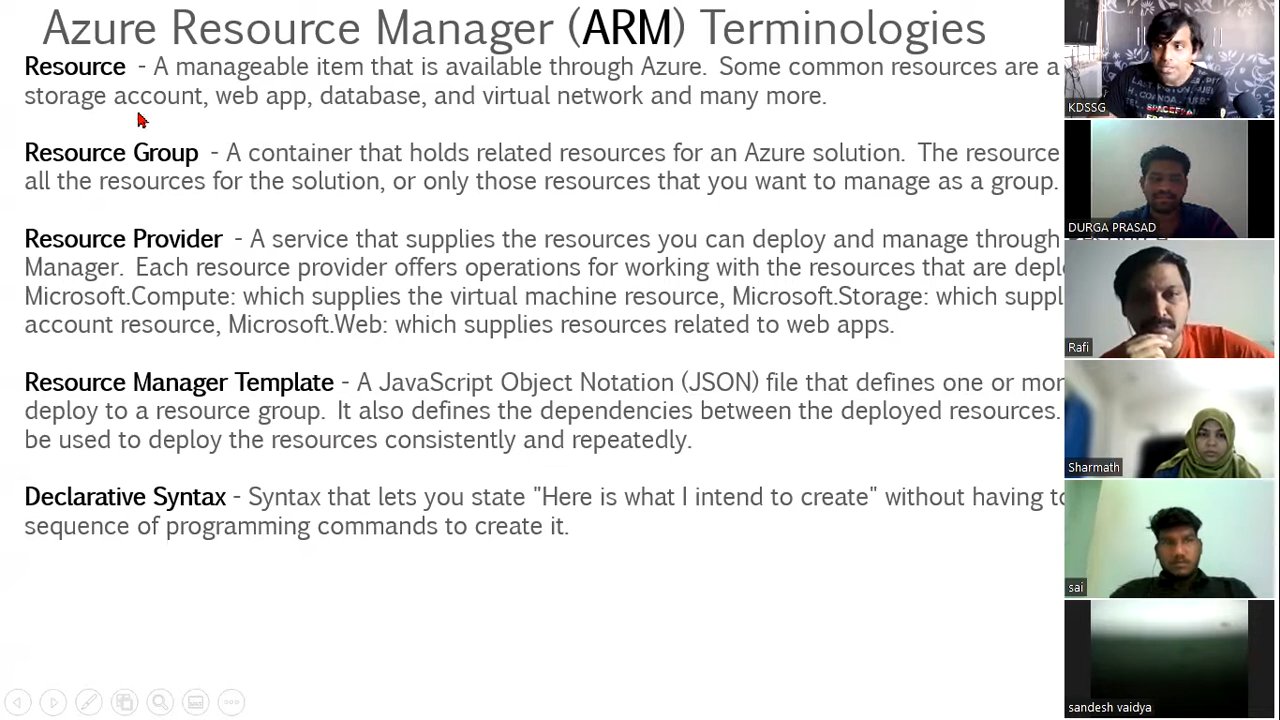 Azure Resource Manager (ARM) Terminologies
Resource - A manageable item that is available through Azure. Some common resources are a
storage account, web app, database, and virtual network and many more.
Resource Group - A container that holds related resources for an Azure solution. The resource
all the resources for the solution, or only those resources that you want to manage as a group.
Resource Provider - A service that supplies the resources you can deploy and manage through
Manager. Each resource provider offers operations for working with the resources that are
Microsoft.Compute: which supplies the virtual machine resource, Microsoft.Storage: which
account resource, Microsoft.Web: which supplies resources related to web apps.
Resource Manager Template - A JavaScript Object Notation (JSON) file that defines one or
deploy to a resource group. It also defines the dependencies between the deployed resources.
be used to deploy the resources consistently and repeatedly.
Declarative Syntax - Syntax that lets you state "Here is what I intend to create" without having to
sequence of programming commands to create it.
KDSSG
DURGA PRASAD
Rafi
Sharmath
sai
sandesh vaidya